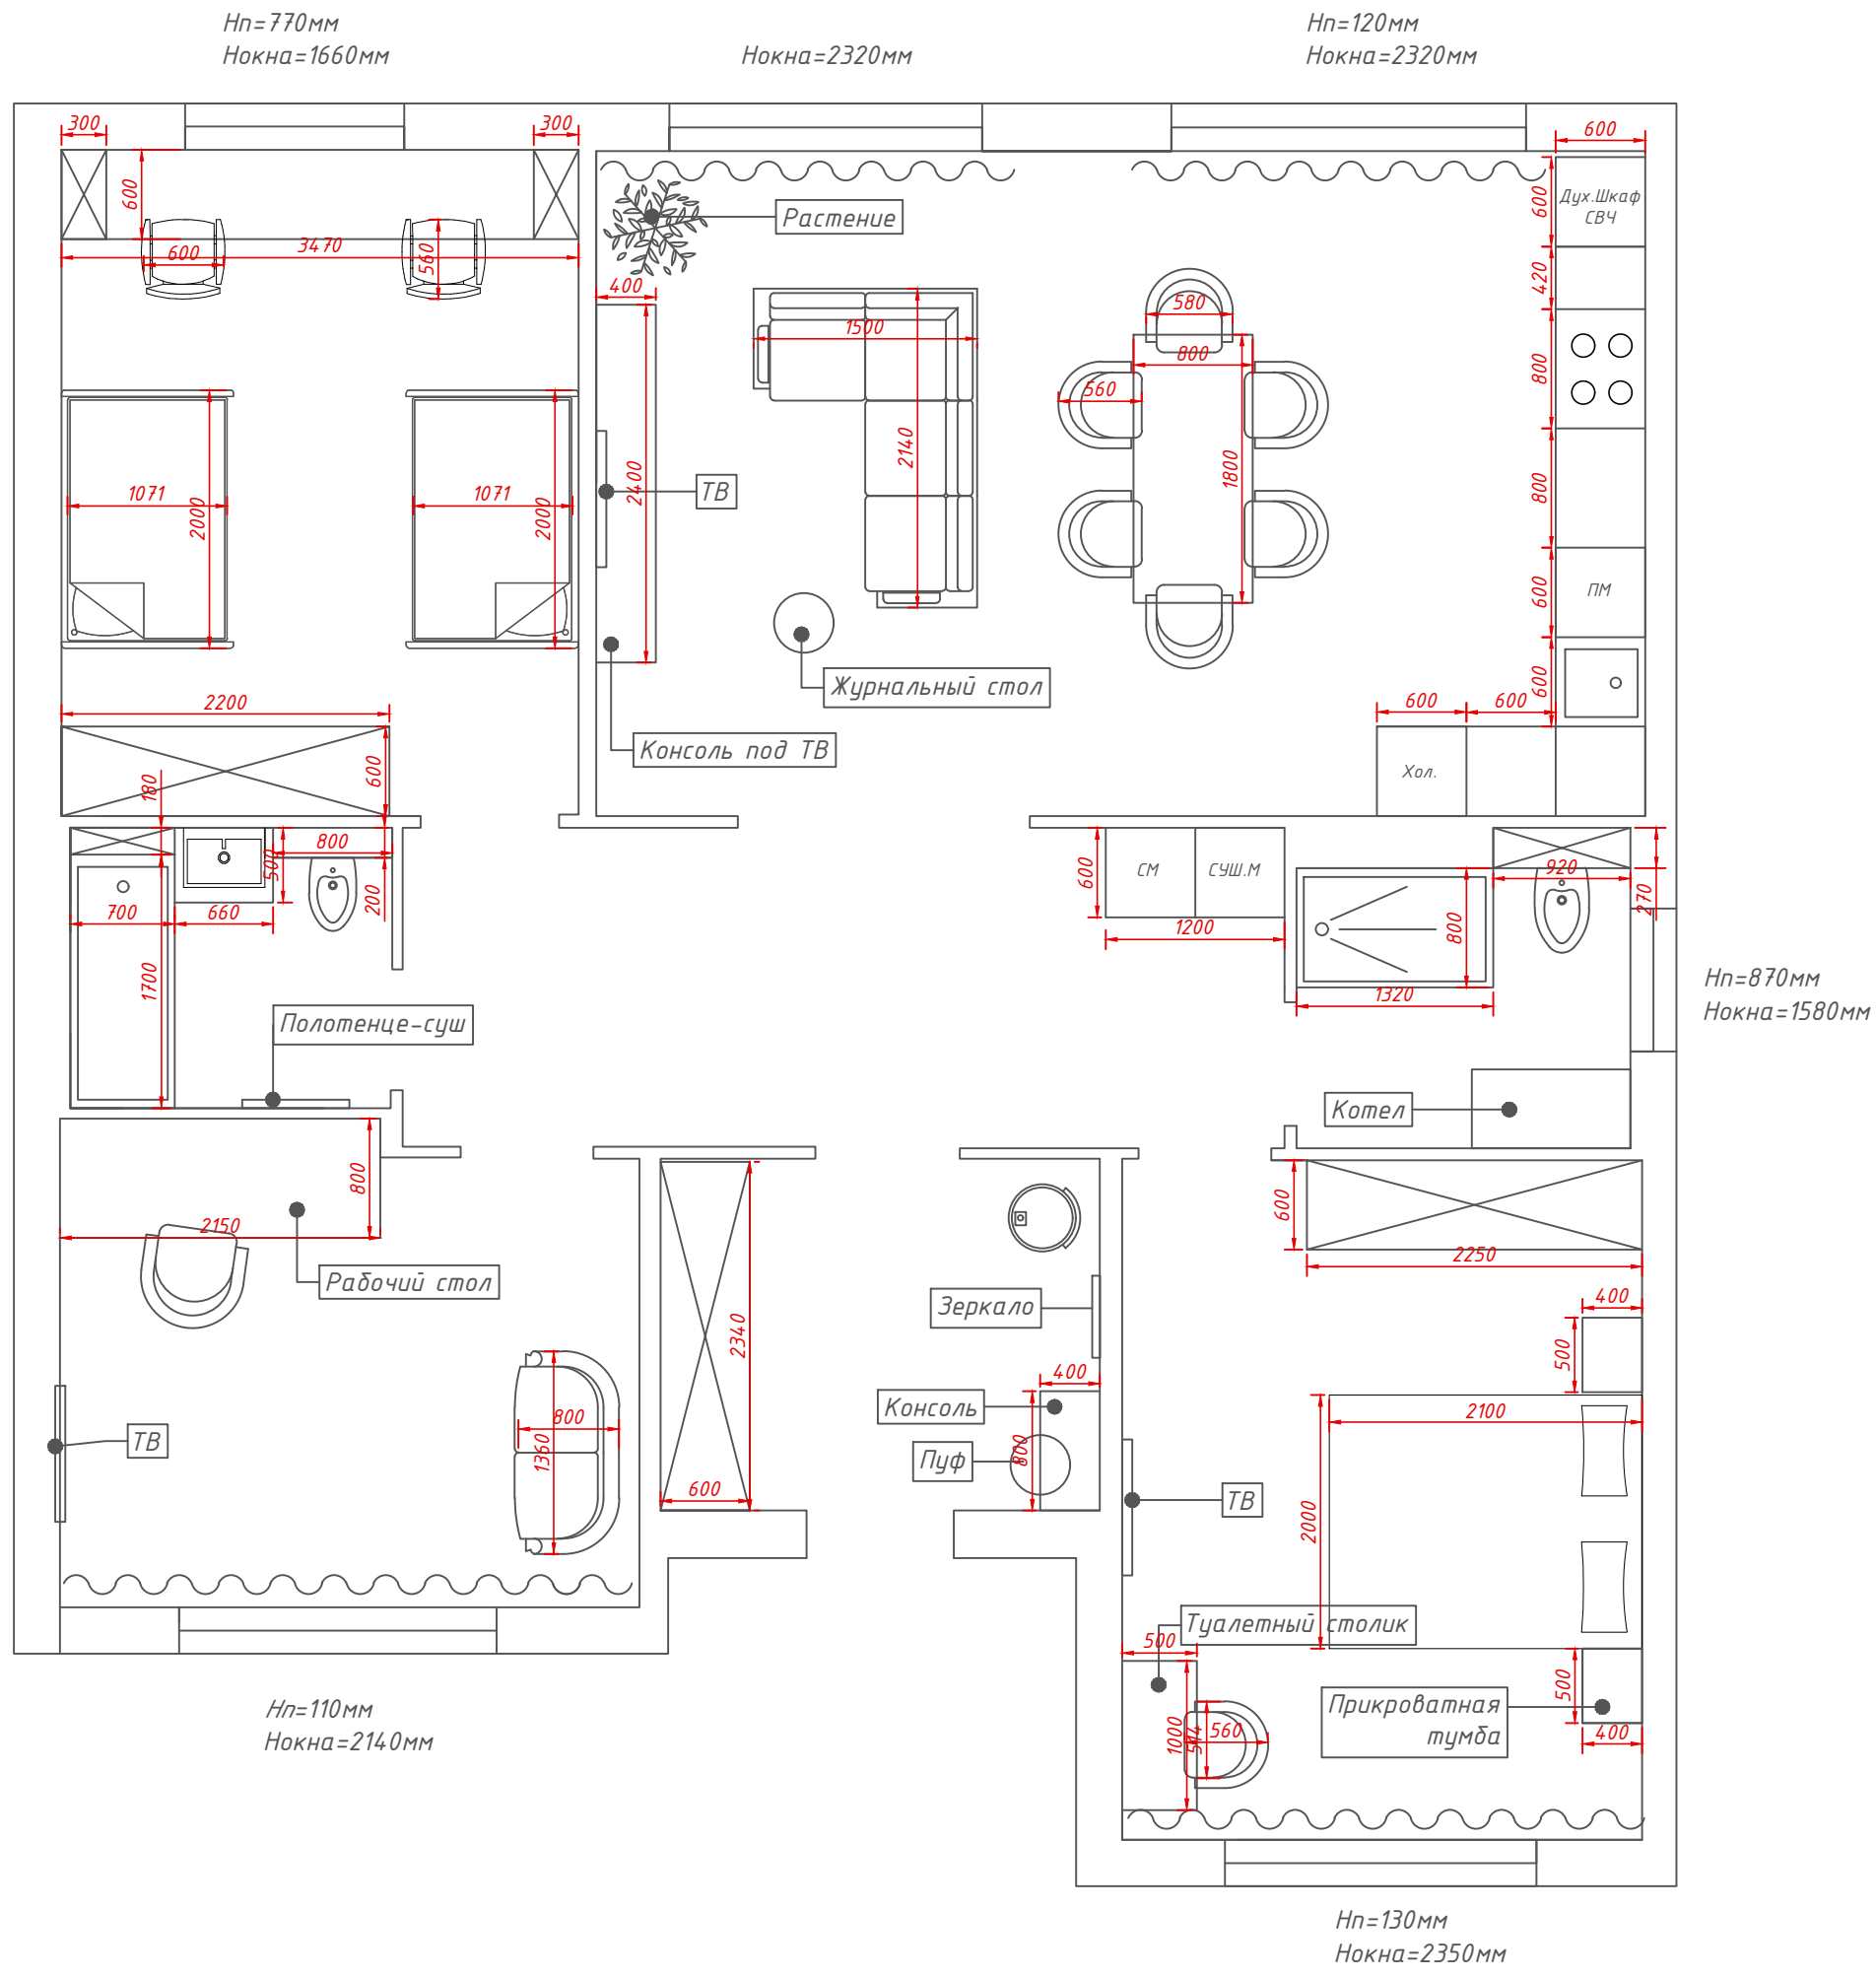 Нп=770мм
Нокна=1660мм
Нокна=2320мм
Нп=120мм
Нокна=2320мм
300
300
600
600
3470
600
560
Растение
400
1500
2140
2400
ТВ
580
800
560
1800
600
Дух.Шкаф
СВЧ
420
800
800
600
ПМ
600
600
600
Хол.
1071
2000
1071
2000
Журнальный стол
Консоль под ТВ
2200
600
180
500
800
200
700
660
1700
Полотенце-суш
600
СМ
СУШ.М
1200
800
1320
920
270
Нп=870мм
Нокна=1580мм
Котел
800
2150
Рабочий стол
2340
600
Зеркало
400
Консоль
800
Пуф
600
2250
400
500
2100
2000
ТВ
ТВ
800
1360
Туалетный столик
500
1000
514
560
Прикроватная
тумба
500
400
Нп=110мм
Нокна=2140мм
Нп=130мм
Нокна=2350мм